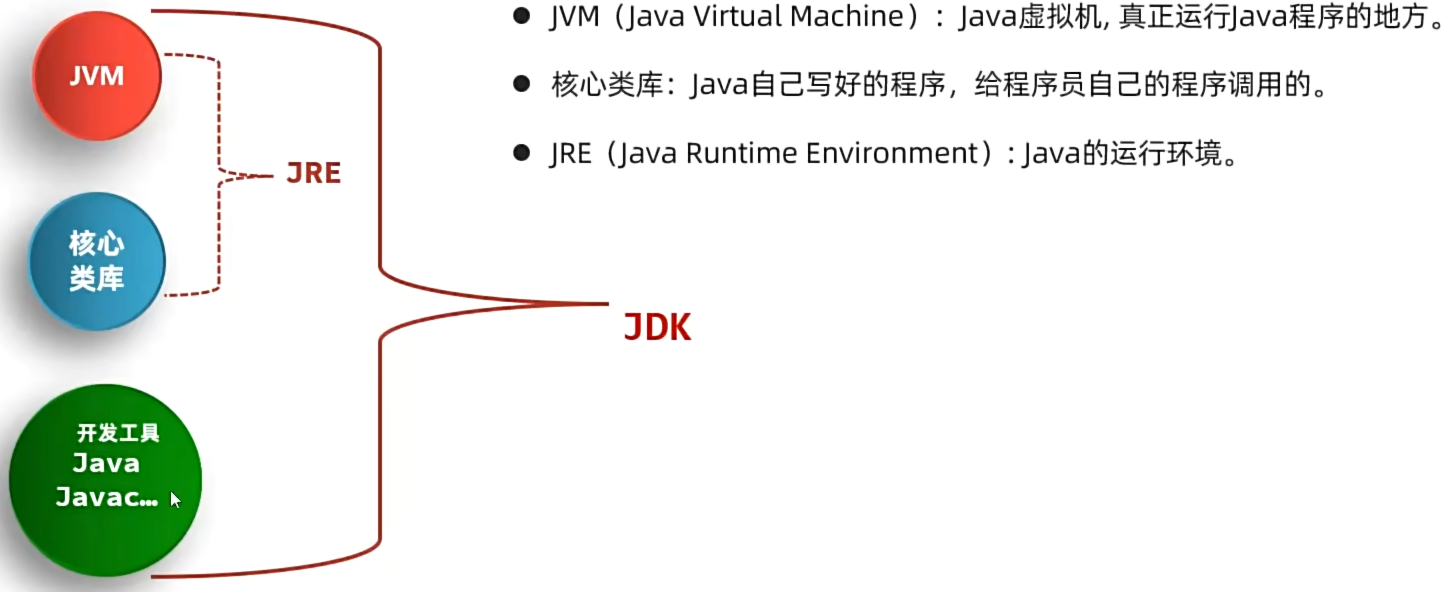 JVM
核心
类库
开发工具
Java
Javac...
JRE
JDK
● JVM（Java Virtual Machine）：Java虚拟机, 真正运行Java程序的地方。
● 核心类库：Java自己写好的程序，给程序员自己的程序调用的。
● JRE（Java Runtime Environment）: Java的运行环境。